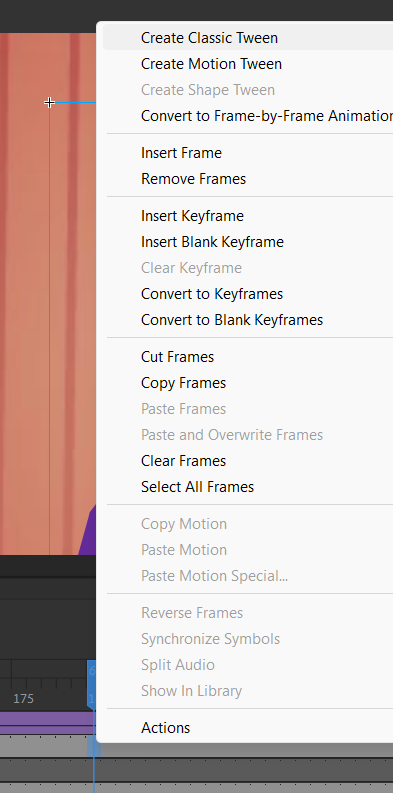 Create Classic Tween
Create Motion Tween
Create Shape Tween
Convert to Frame-by-Frame Animation
Insert Frame
Remove Frames
Insert Keyframe
Insert Blank Keyframe
Clear Keyframe
Convert to Keyframes
Convert to Blank Keyframes
Cut Frames
Copy Frames
Paste Frames
Paste and Overwrite Frames
Clear Frames
Select All Frames
Copy Motion
Paste Motion
Paste Motion Special...
Reverse Frames
Synchronize Symbols
Split Audio
Show In Library
175
Actions